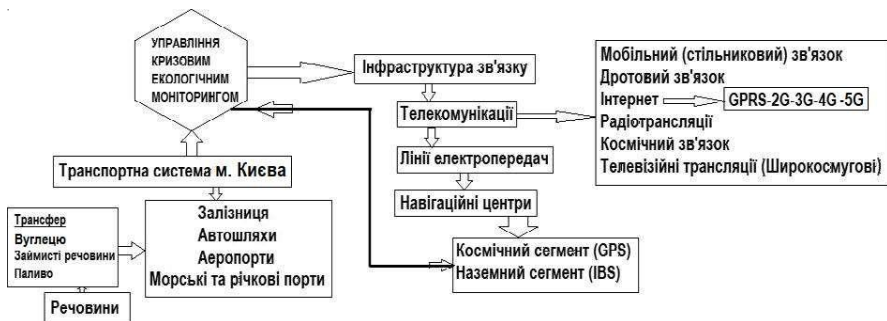 УПРАВЛІННЯ
КРИЗОВИМ
ЕКОЛОГІЧНИМ
МОНІТОРИНГОМ
Інфраструктура зв'язку
Телекомунікації
Лінії електропередач
Навігаційні центри
Космічний сегмент (GPS)
Наземний сегмент (IBS)
Мобільний (стільниковий) зв'язок
Дротовий зв'язок
Інтернет
GPRS-2G-3G-4G -5G
Радіотрансляції
Космічний зв'язок
Телевізійні трансляції (Широкосмугові)
Транспортна система м. Києва
Залізниця
Автошляхи
Аеропорти
Морські та річкові порти
Трансфер
Вуглецю
Займисті речовини
Паливо
Речовини